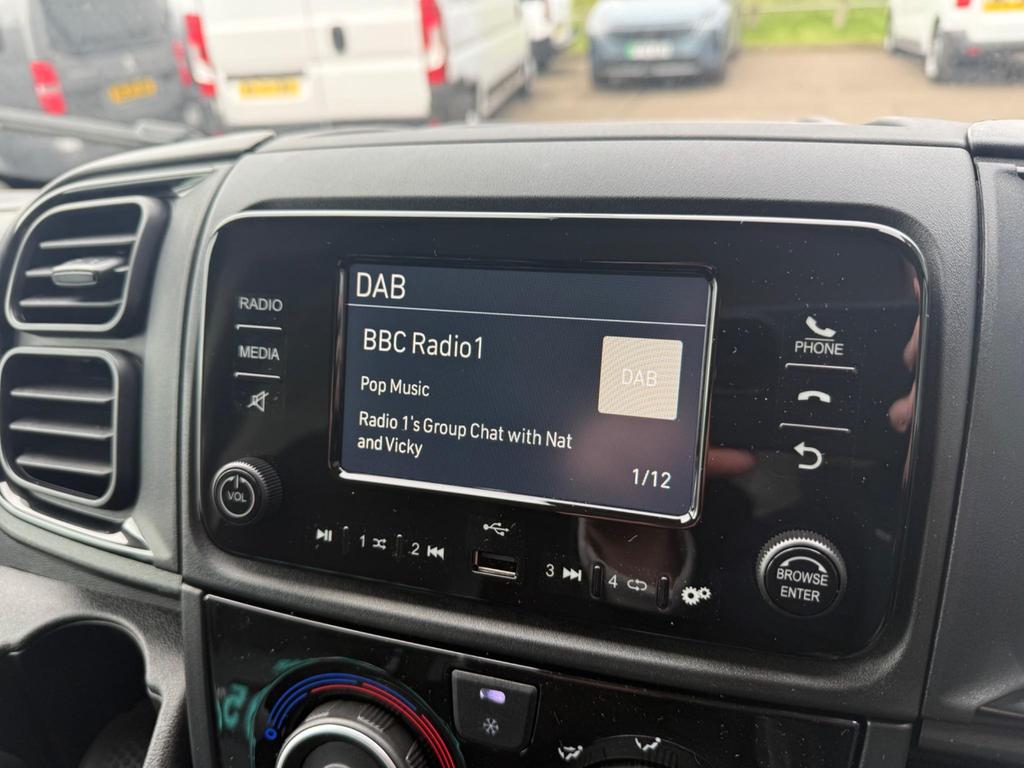 DAB
RADIO
BBC Radio1
PHONE
MEDIA
DAB
Pop Music
Radio 1's Group Chat with Nat
and Vicky
1/12
VOL
1
2
3
4
BROWSE
ENTER